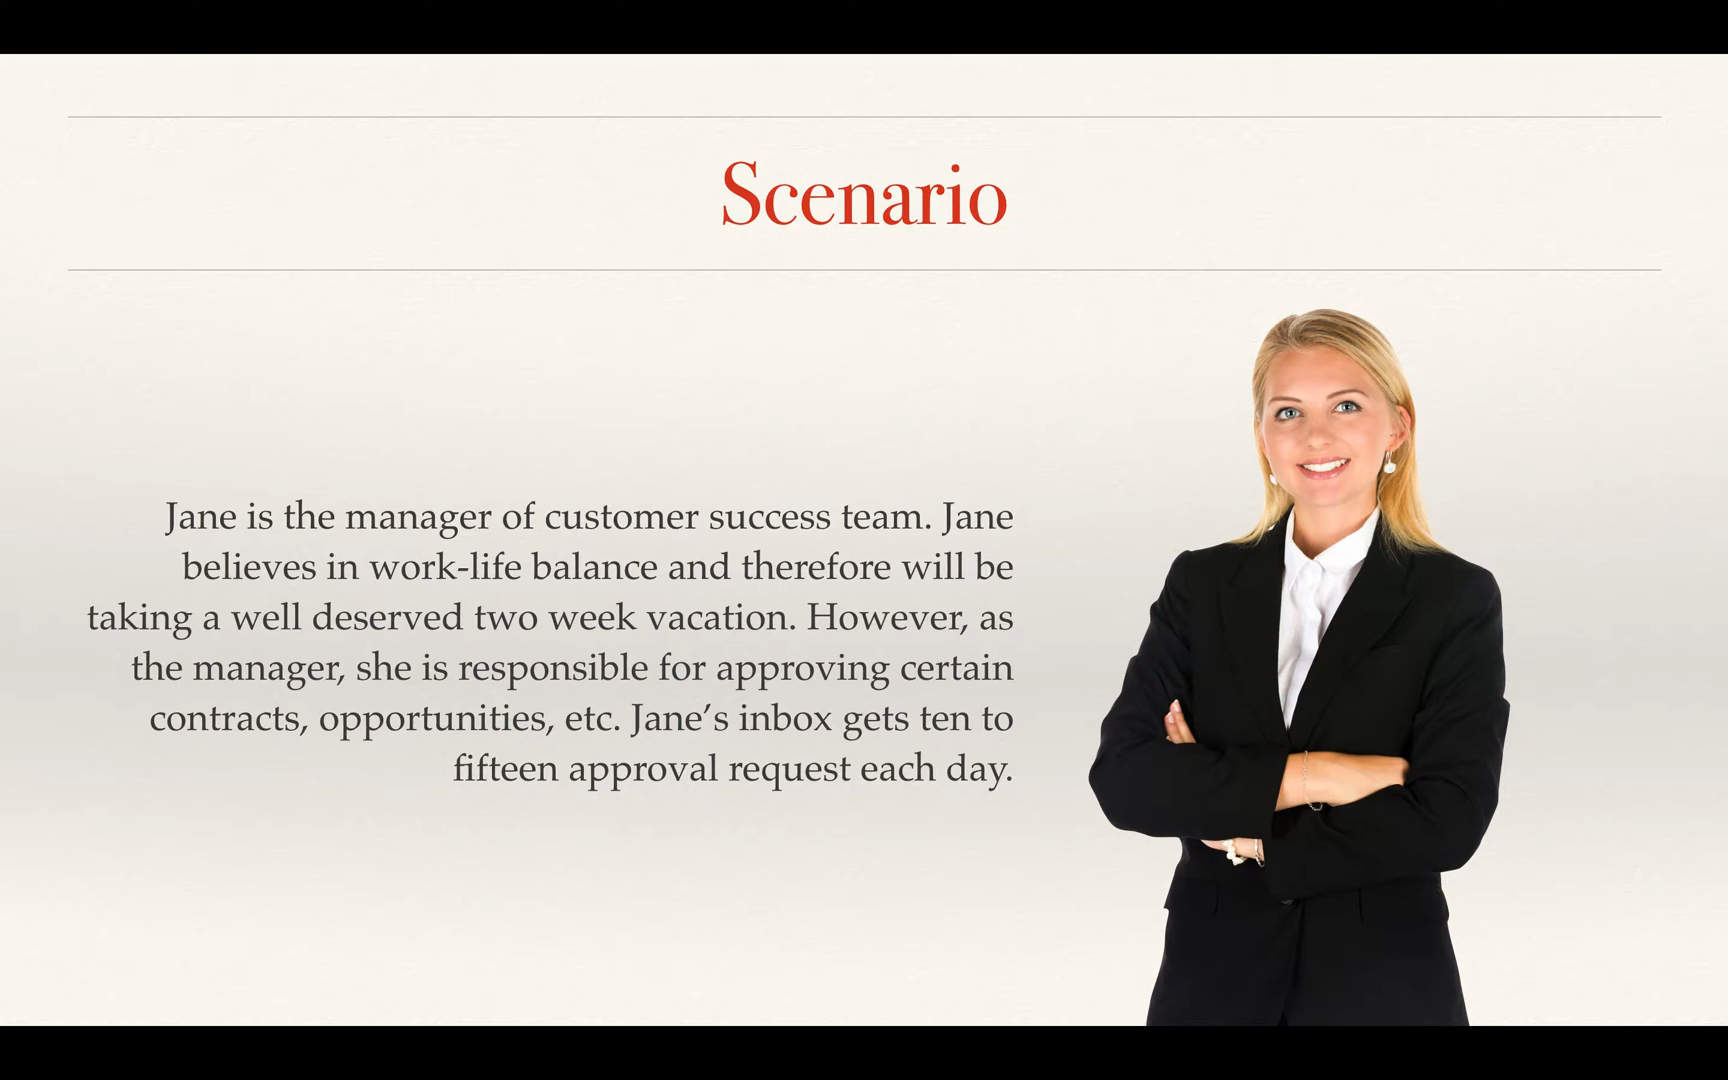 Scenario
Jane is the manager of customer success team. Jane
believes in work-life balance and therefore will be
taking a well deserved two week vacation. However, as
the manager, she is responsible for approving certain
contracts, opportunities, etc. Jane’s inbox gets ten to
fifteen approval request each day.